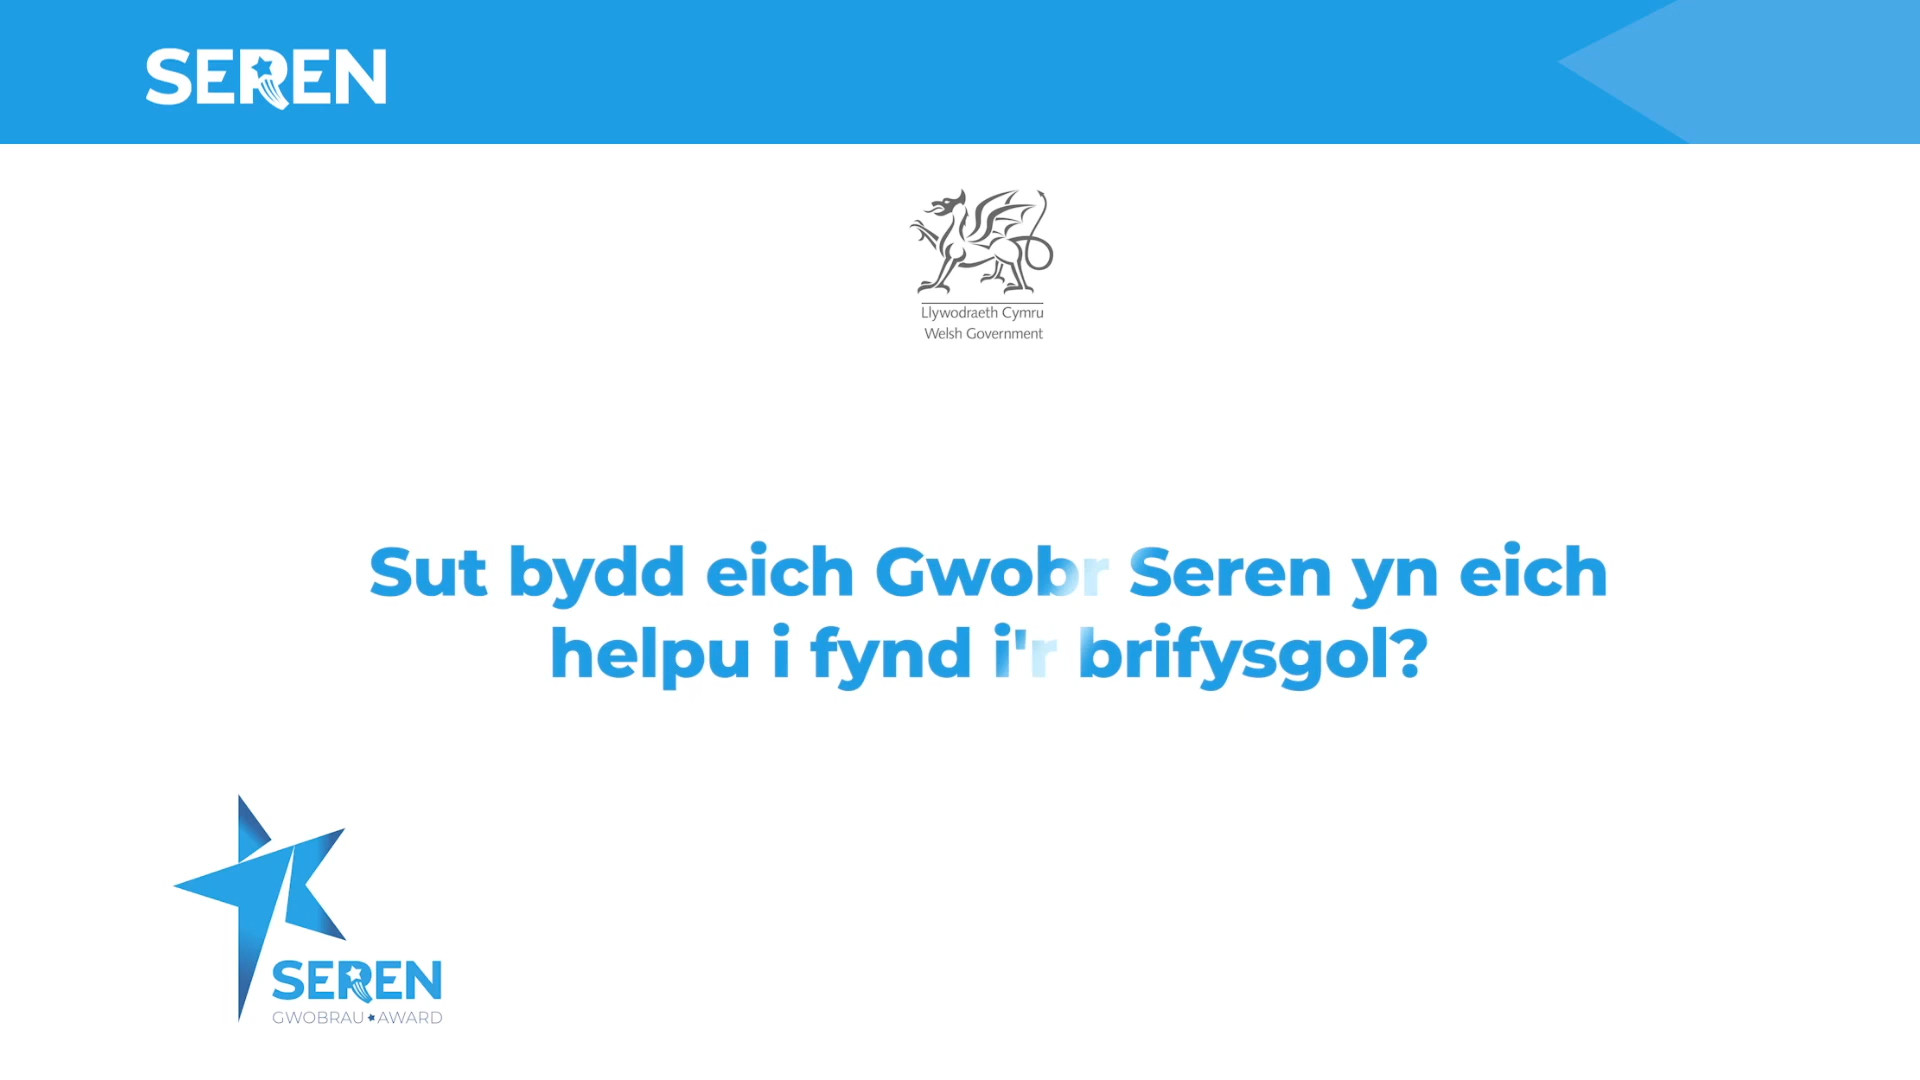 SEREN
Llywodraeth Cymru
Welsh Government
Sut bydd eich Gwobr Seren yn eich
helpu i fynd i'r brifysgol?
SEREN
GWOBRAU★AWARD